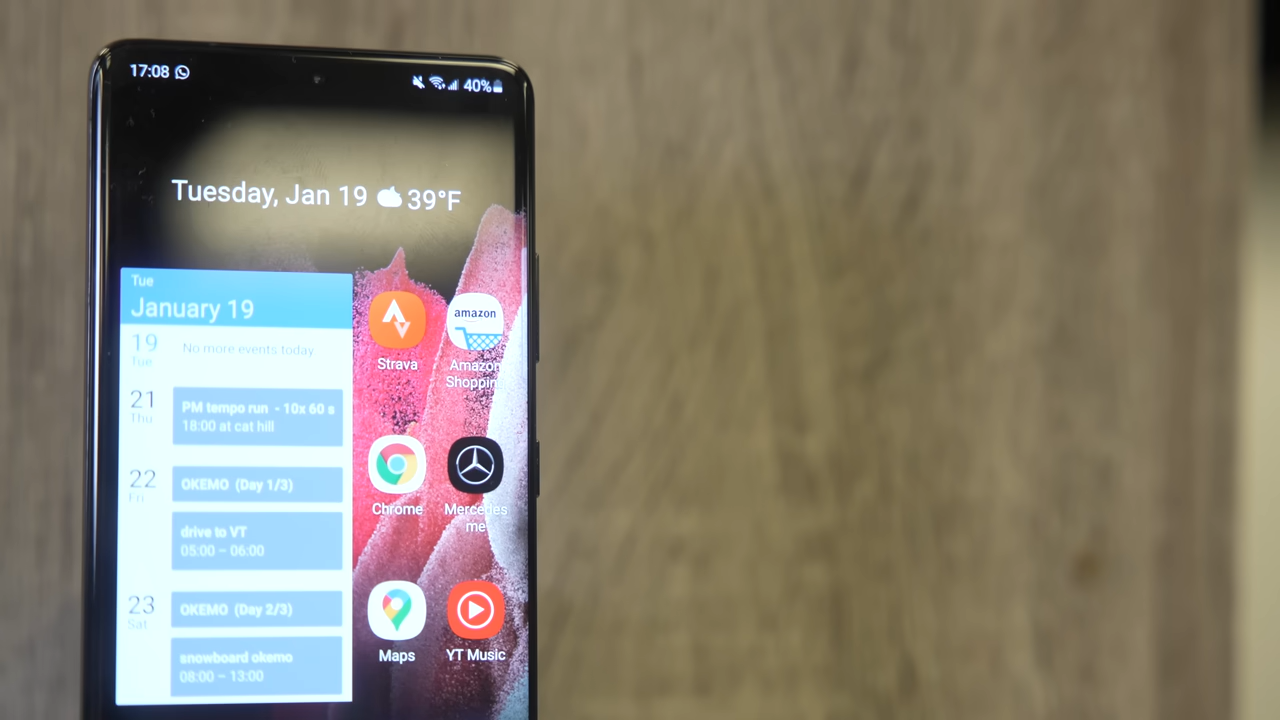 17:08
40%
Tuesday, Jan 19 39°F
Tue
January 19
19
Tue
No more events today
21
Thu
PM tempo run - 10x 60 s
18:00 at cat hill
22
Fri
OKEMO (Day 1/3)
drive to VT
05:00 – 06:00
23
Sat
OKEMO (Day 2/3)
snowboard okemo
08:00 – 13:00
Strava
amazon
Amazon
Shopping
Chrome
Mercedes
me
Maps
YT Music